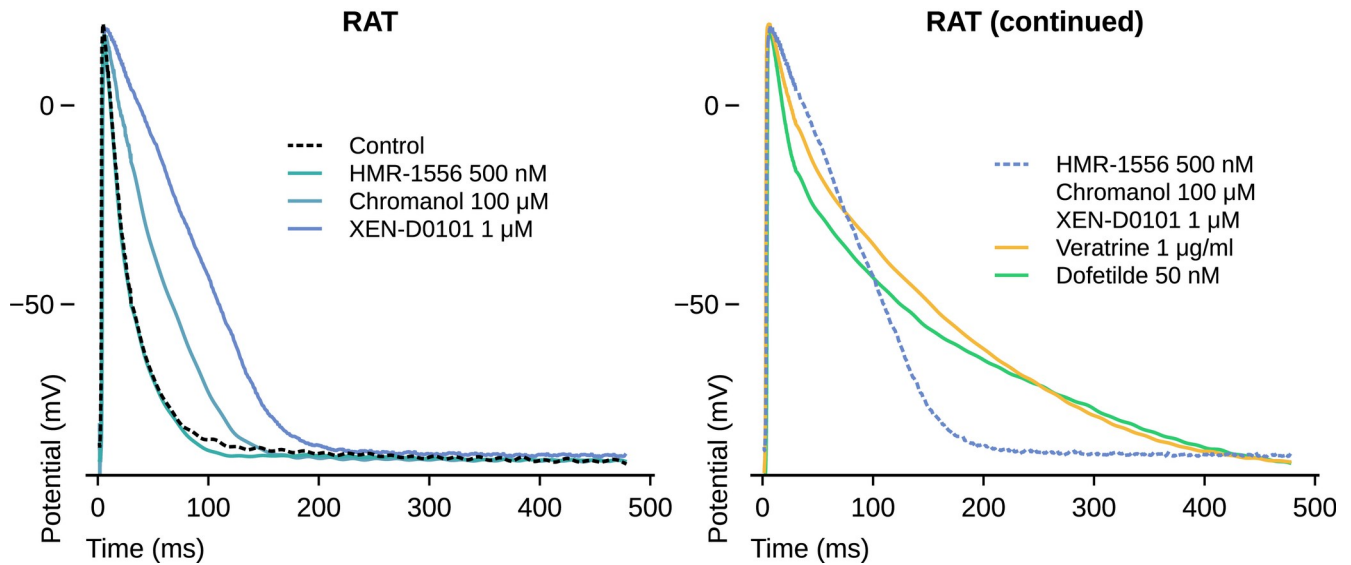 RAT
0
−50
Potential (mV)
Control
HMR-1556 500 nM
Chromanol 100 μM
XEN-D0101 1 μM
0 100 200 300 400 500
Time (ms)
RAT (continued)
0
−50
Potential (mV)
HMR-1556 500 nM
Chromanol 100 μM
XEN-D0101 1 μM
Veratrine 1 μg/ml
Dofetilde 50 nM
0 100 200 300 400 500
Time (ms)